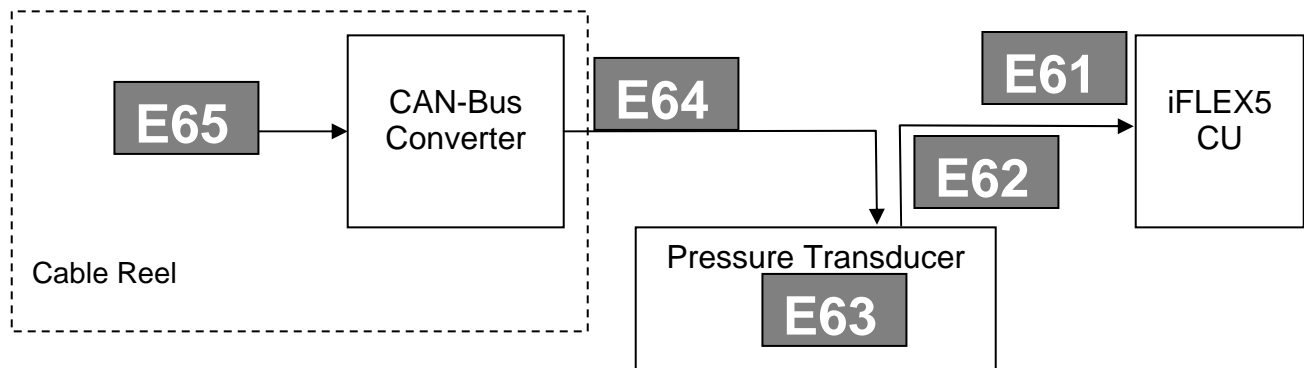 E65
CAN-Bus
Converter
E64
E61
E62
iFLEX5
CU
Cable Reel
Pressure Transducer
E63